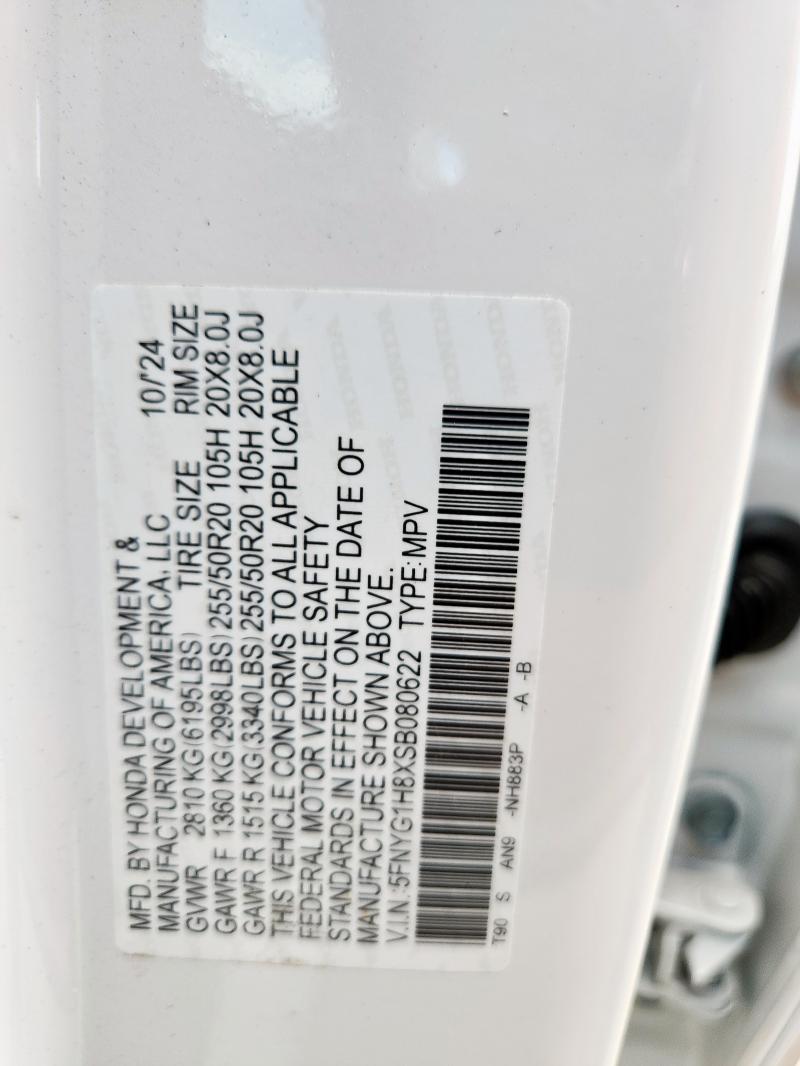 MFD. BY HONDA DEVELOPMENT &
MANUFACTURING OF AMERICA, LLC 10/'24
GVWR 2810 KG(6195LBS) TIRE SIZE RIM SIZE
GAWR F 1360 KG(2998LBS) 255/50R20 105H 20X8.0J
GAWR R 1515 KG(3340LBS) 255/50R20 105H 20X8.0J
THIS VEHICLE CONFORMS TO ALL APPLICABLE
FEDERAL MOTOR VEHICLE SAFETY
STANDARDS IN EFFECT ON THE DATE OF
MANUFACTURE SHOWN ABOVE.
V.I.N.:5FNYG1H8XSB080622 TYPE:MPV
T90 S AN9 -NH883P -A -B